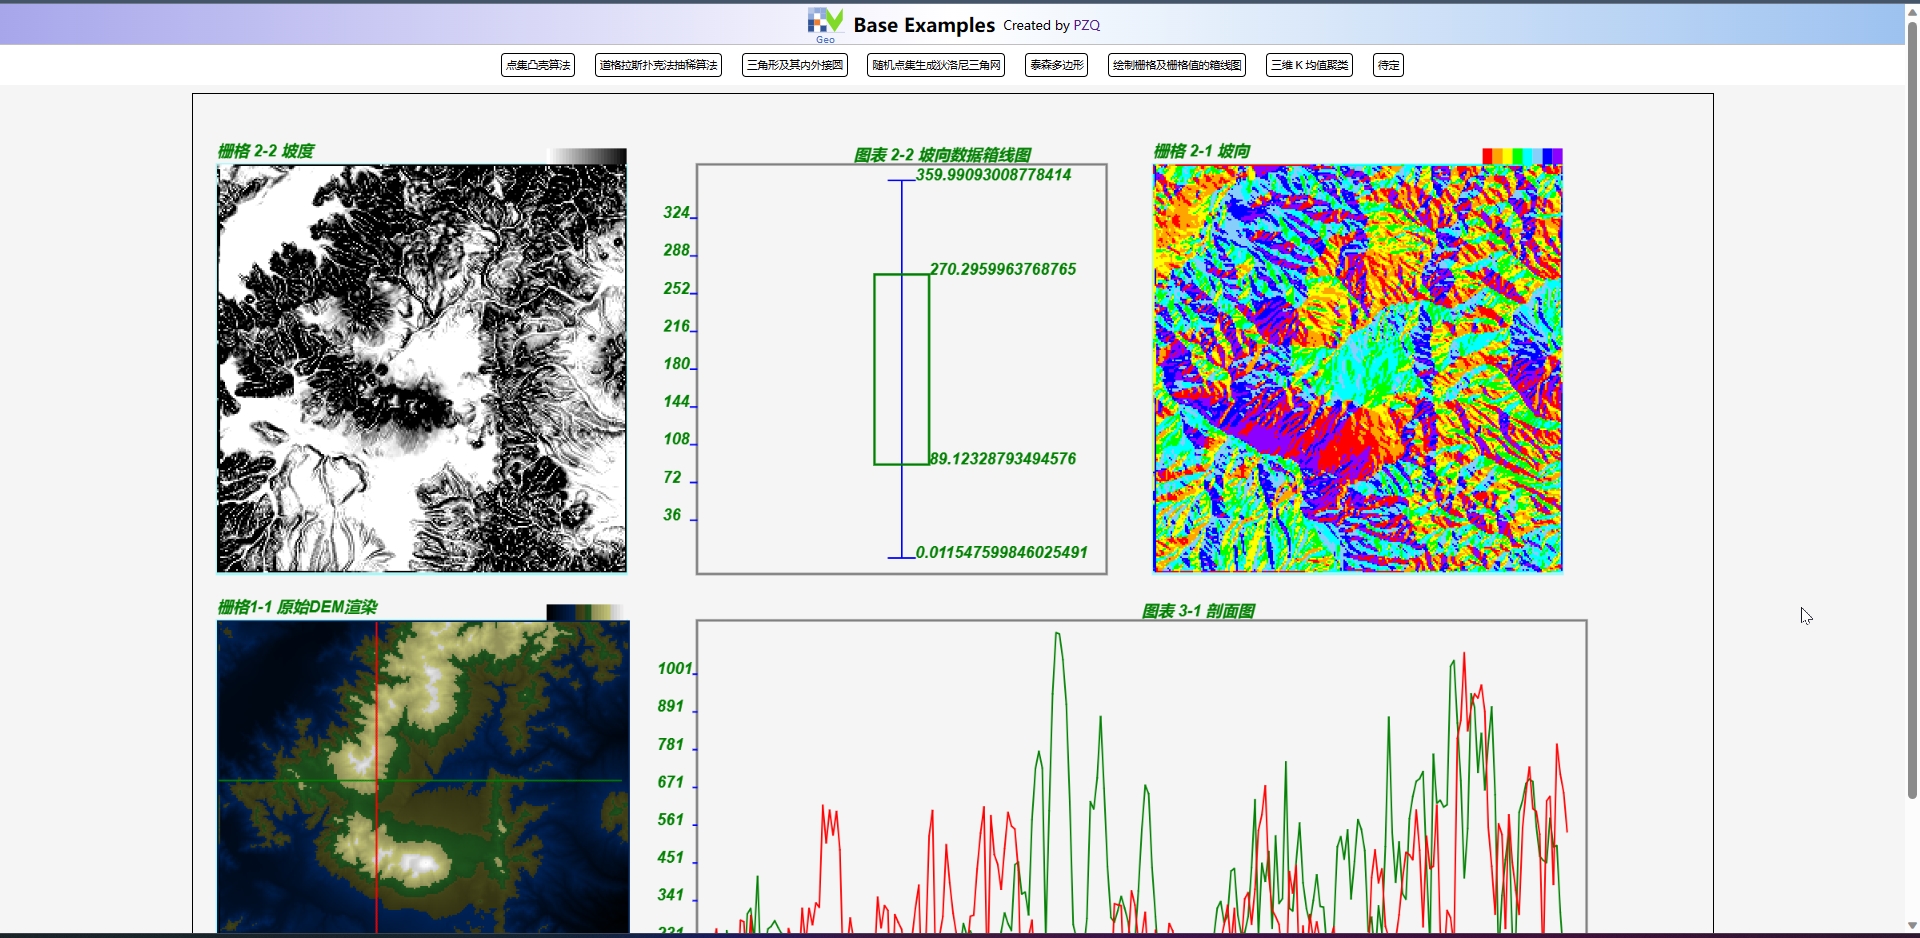 Geo
Base Examples Created by PZQ
点集凸壳算法 道格拉斯扑克法抽稀算法 三角形及其内外接圆 随机点集生成狄洛尼三角网 泰森多边形 绘制栅格及栅格值的箱线图 三维 K 均值聚类 待定
栅格 2-2 坡度
图表 2-2 坡向数据箱线图
359.99093008778414
324
288
270.2959963768765
252
216
180
144
108
89.12328793494576
72
36
0.011547599846025491
栅格 2-1 坡向
栅格1-1 原始DEM渲染
图表 3-1 剖面图
1001
891
781
671
561
451
341